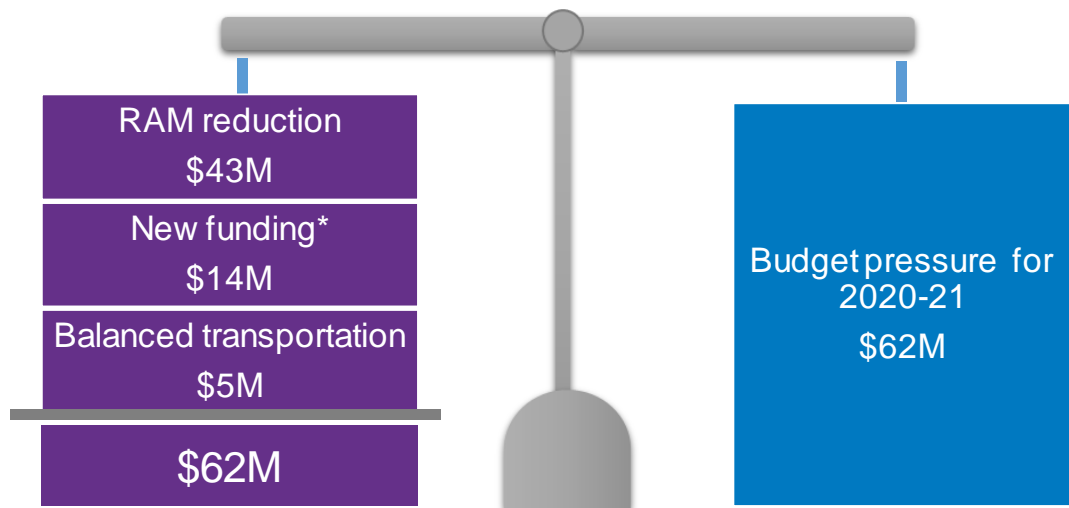 RAM reduction
$43M
New funding*
$14M
Balanced transportation
$5M
$62M
Budget pressure for
2020-21
$62M